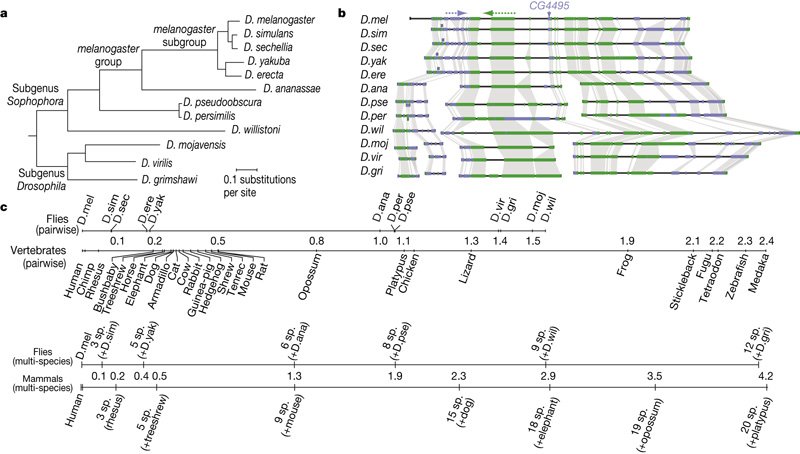 a
D. melanogaster
D. simulans
D. sechellia
D. yakuba
D. erecta
D. ananassae
D. pseudoobscura
D. persimilis
D. willistoni
D. mojavensis
D. virilis
D. grimshawi
melanogaster
subgroup
melanogaster
group
Subgenus
Sophophora
Subgenus
Drosophila
0.1 substitutions
per site
b
CG4495
D.mel
D.sim
D.sec
D.yak
D.ere
D.ana
D.pse
D.per
D.wil
D.moj
D.vir
D.gri
c
D.mel
D.sim
D.sec
D.ere
D.yak
D.ana
D.per
D.pse
D.vir
D.gri
D.moj
D.wil
Flies
(pairwise)
0.1 0.2 0.5 0.8 1.0 1.1 1.3 1.4 1.5 1.9 2.1 2.2 2.3 2.4
Vertebrates
(pairwise)
Human
Chimp
Rhesus
Bushbaby
Treeshrew
Horse
Elephant
Dog
Armadillo
Cat
Cow
Rabbit
Guinea-pig
Hedgehog
Shrew
Tenrec
Mouse
Rat
Opossum
Platypus
Chicken
Lizard
Frog
Stickleback
Fugu
Tetraodon
Zebrafish
Medaka
D.mel
3 sp.
(+D.sim)
5 sp.
(+D.yak)
6 sp.
(+D.ana)
8 sp.
(+D.pse)
9 sp.
(+D.wil)
12 sp.
(+D.gri)
Flies
(multi-species)
0.1 0.2 0.4 0.5 1.3 1.9 2.3 2.9 3.5 4.2
Mammals
(multi-species)
Human
3 sp.
(rhesus)
5 sp.
(+treeshrew)
9 sp.
(+mouse)
15 sp.
(+dog)
18 sp.
(+elephant)
19 sp.
(+opossum)
20 sp.
(+platypus)